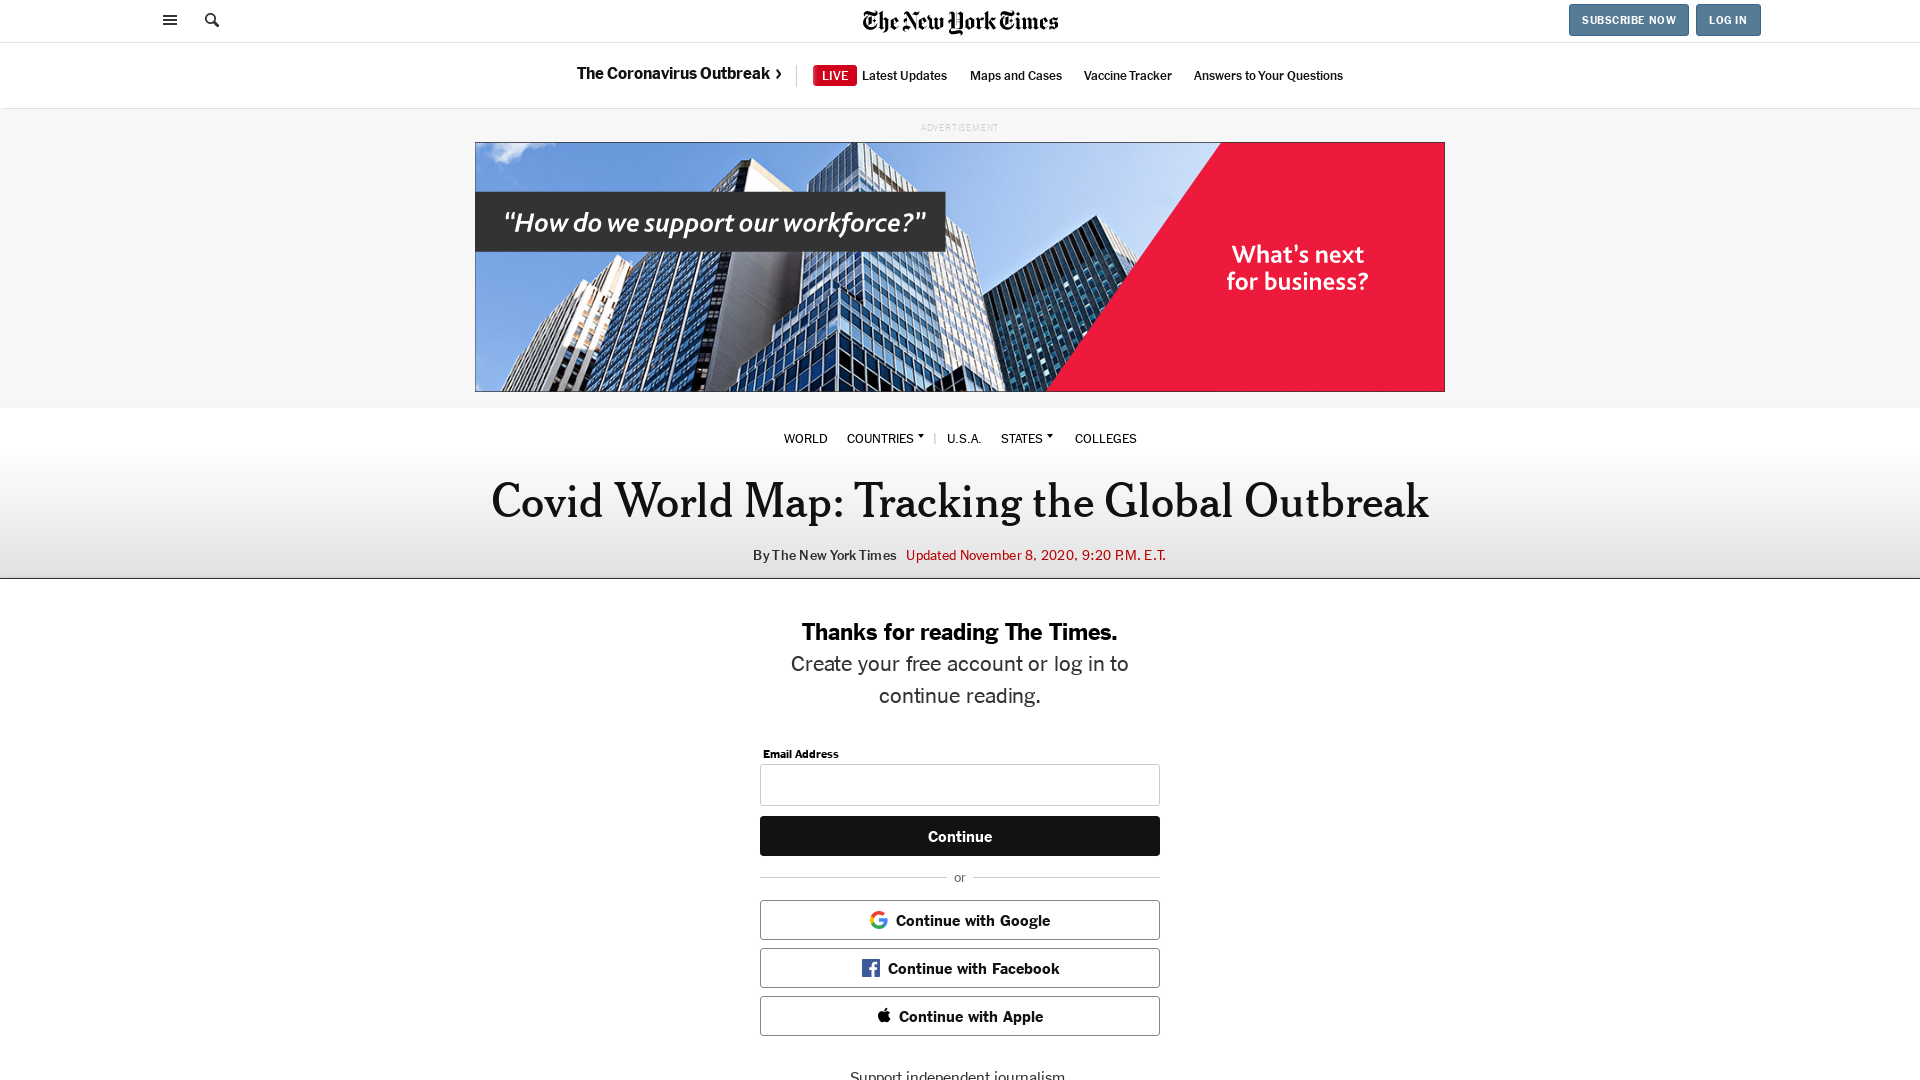 The New York Times
SUBSCRIBE NOW
LOG IN
The Coronavirus Outbreak ›
LIVE Latest Updates
Maps and Cases
Vaccine Tracker
Answers to Your Questions
ADVERTISEMENT
“How do we support our workforce?”
What’s next
for business?
WORLD COUNTRIES | U.S.A. STATES COLLEGES
Covid World Map: Tracking the Global Outbreak
By The New York Times Updated November 8, 2020, 9:20 P.M. E.T.
Thanks for reading The Times.
Create your free account or log in to
continue reading.
Email Address
Continue
or
Continue with Google
Continue with Facebook
Continue with Apple
Support independent journalism